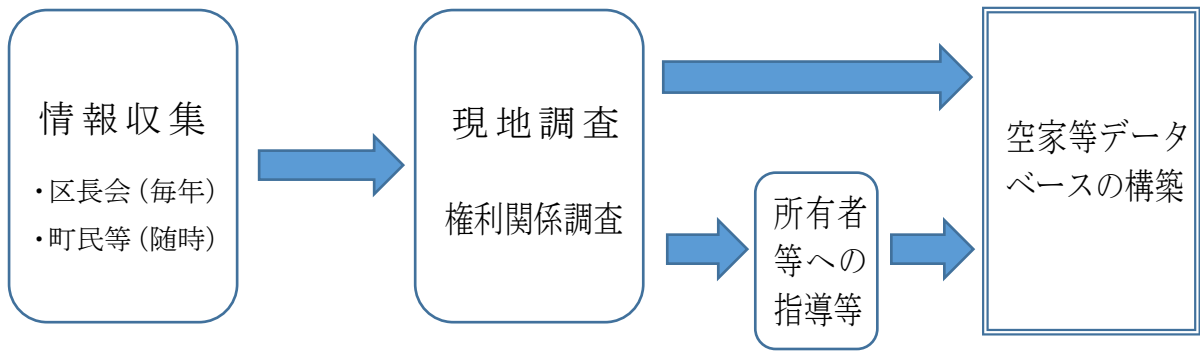 情報収集
・区長会（毎年）
・町民等（随時）
現地調査
権利関係調査
所有者
等への
指導等
空家等データ
ベースの構築